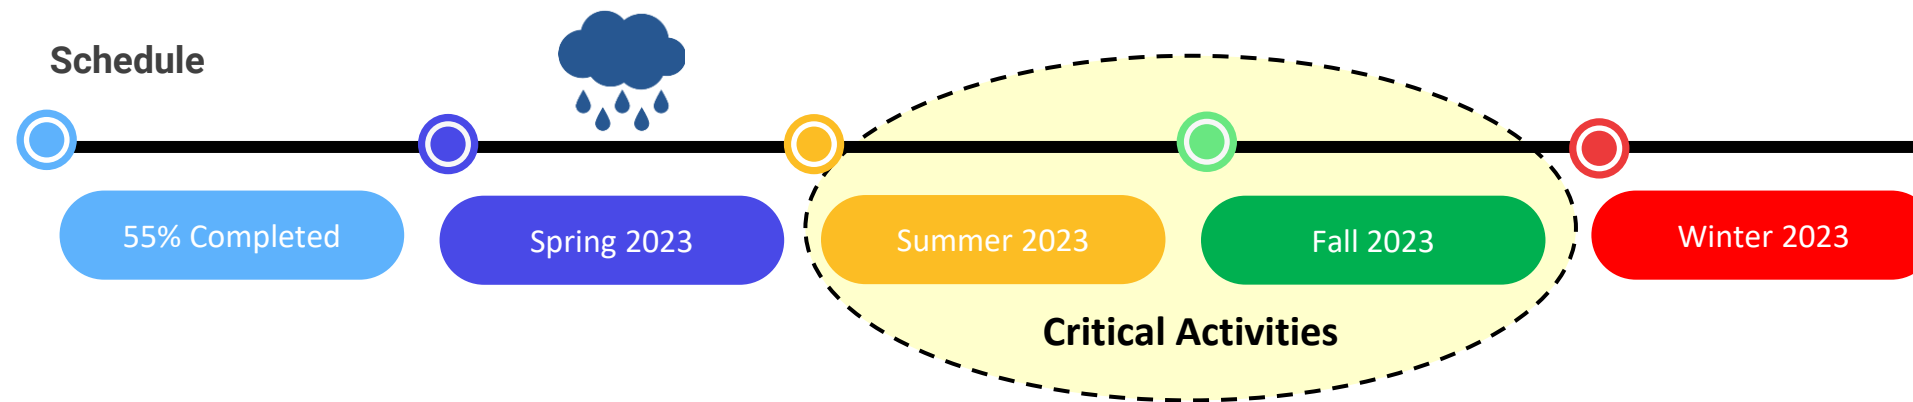 Schedule
55% Completed
Spring 2023
Summer 2023
Fall 2023
Winter 2023
Critical Activities